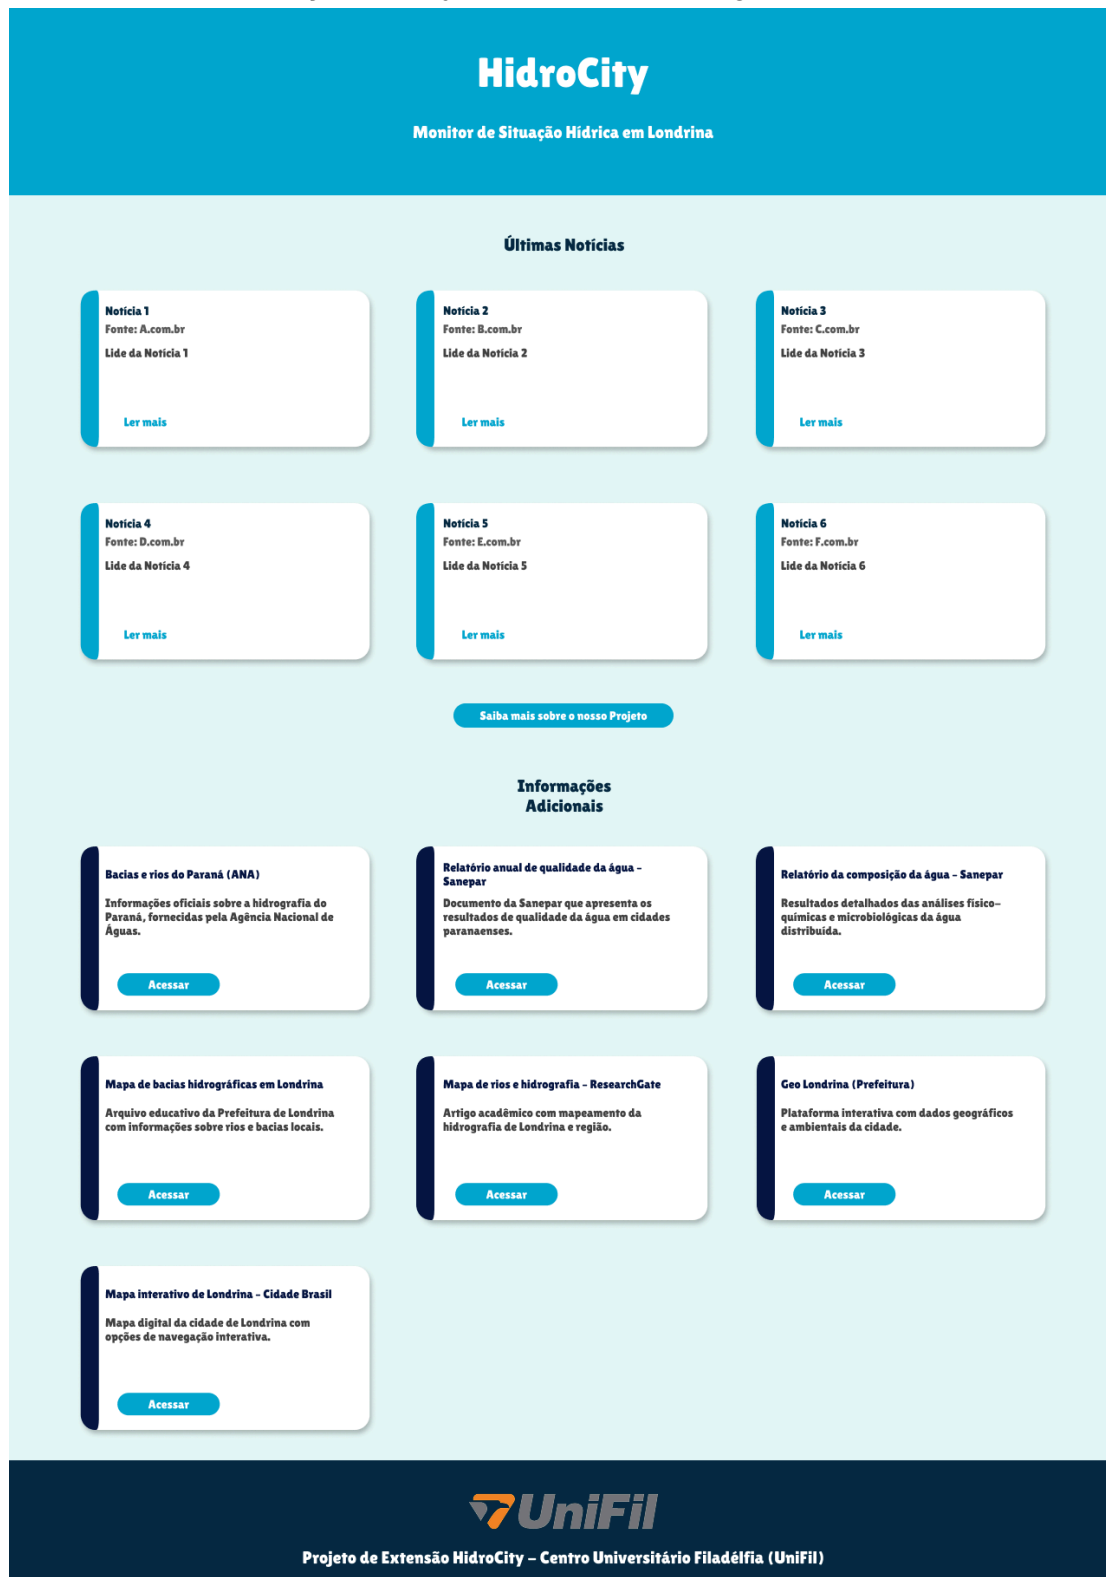 HidroCity
Monitor de Situação Hídrica em Londrina
Últimas Notícias
Notícia 1
Fonte: A.com.br
Lide da Notícia 1
Ler mais
Notícia 2
Fonte: B.com.br
Lide da Notícia 2
Ler mais
Notícia 3
Fonte: C.com.br
Lide da Notícia 3
Ler mais
Notícia 4
Fonte: D.com.br
Lide da Notícia 4
Ler mais
Notícia 5
Fonte: E.com.br
Lide da Notícia 5
Ler mais
Notícia 6
Fonte: F.com.br
Lide da Notícia 6
Ler mais
Saiba mais sobre o nosso Projeto
Informações
Adicionais
Bacias e rios do Paraná (ANA)
Informações oficiais sobre a hidrografia do
Paraná, fornecidas pela Agência Nacional de
Águas.
Acessar
Relatório anual de qualidade da água -
Sanepar
Documento da Sanepar que apresenta os
resultados de qualidade da água em cidades
paranaenses.
Acessar
Relatório da composição da água - Sanepar
Resultados detalhados das análises físico-
químicas e microbiológicas da água
distribuída.
Acessar
Mapa de bacias hidrográficas em Londrina
Arquivo educativo da Prefeitura de Londrina
com informações sobre rios e bacias locais.
Acessar
Mapa de rios e hidrografia - ResearchGate
Artigo acadêmico com mapeamento da
hidrografia de Londrina e região.
Acessar
Geo Londrina (Prefeitura)
Plataforma interativa com dados geográficos
e ambientais da cidade.
Acessar
Mapa interativo de Londrina - Cidade Brasil
Mapa digital da cidade de Londrina com
opções de navegação interativa.
Acessar
UniFil
Projeto de Extensão HidroCity - Centro Universitário Filadélfia (UniFil)